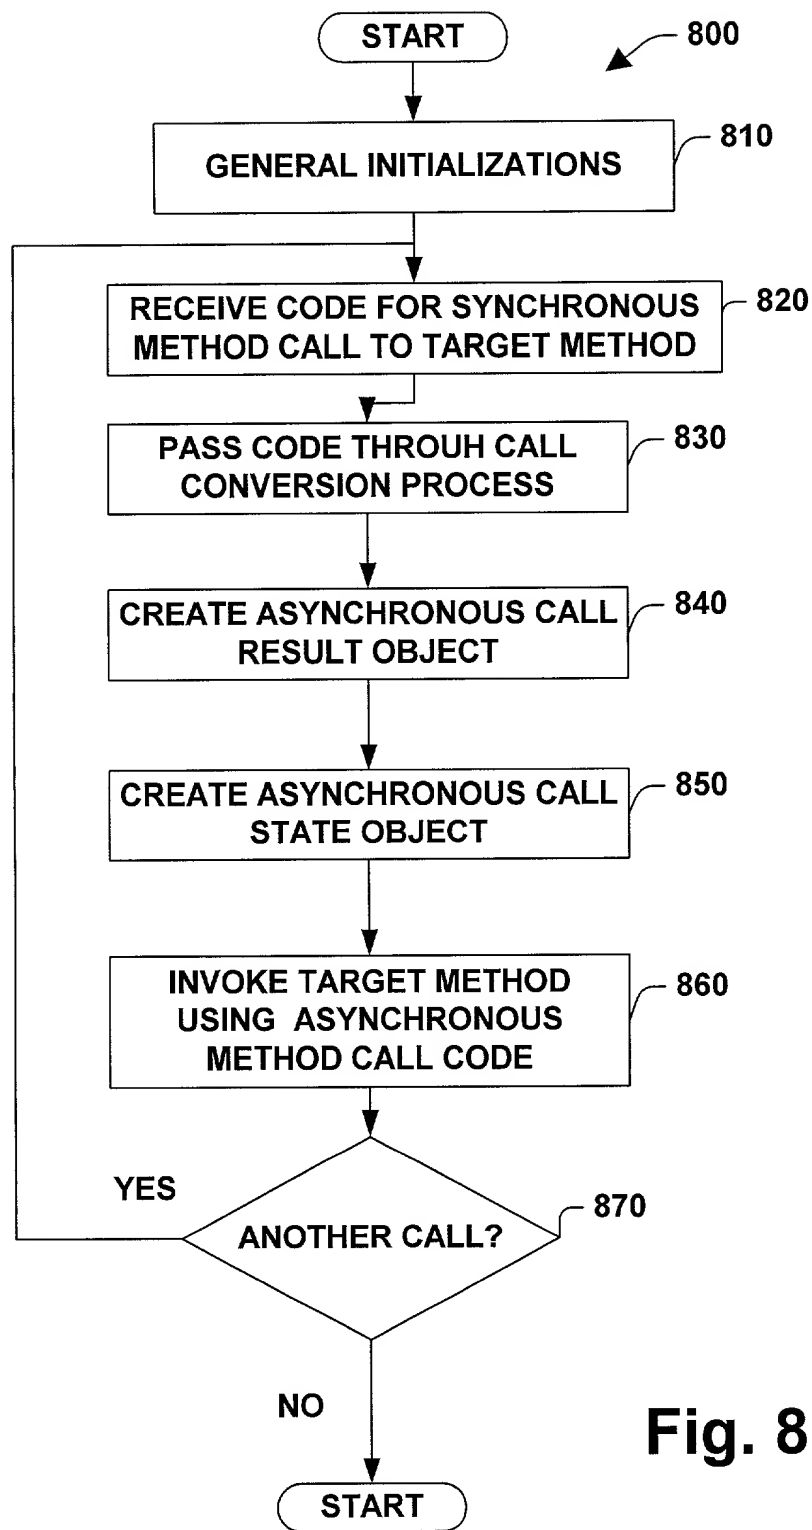 START
800
GENERAL INITIALIZATIONS
810
RECEIVE CODE FOR SYNCHRONOUS
METHOD CALL TO TARGET METHOD
820
PASS CODE THROUH CALL
CONVERSION PROCESS
830
CREATE ASYNCHRONOUS CALL
RESULT OBJECT
840
CREATE ASYNCHRONOUS CALL
STATE OBJECT
850
INVOKE TARGET METHOD
USING ASYNCHRONOUS
METHOD CALL CODE
860
YES
ANOTHER CALL?
870
NO
START
Fig. 8